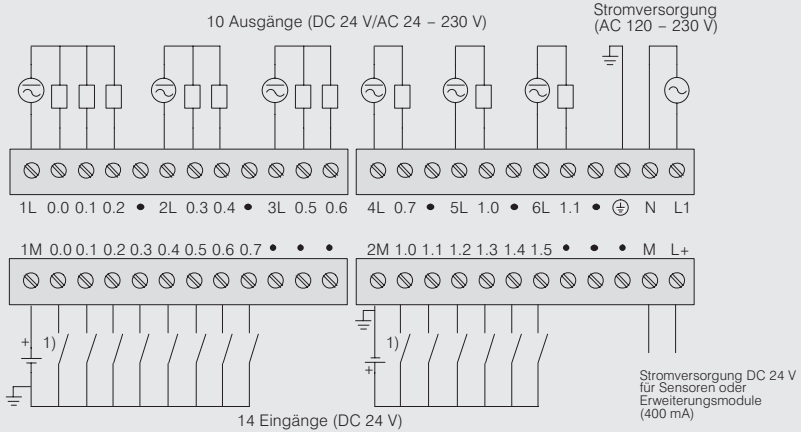 10 Ausgänge (DC 24 V/AC 24 – 230 V)
Stromversorgung
(AC 120 – 230 V)
1L 0.0 0.1 0.2 • 2L 0.3 0.4 • 3L 0.5 0.6
4L 0.7 • 5L 1.0 • 6L 1.1 • N L1
1M 0.0 0.1 0.2 0.3 0.4 0.5 0.6 0.7 • • •
2M 1.0 1.1 1.2 1.3 1.4 1.5 • • • M L+
+ 1)
1)
+
Stromversorgung DC 24 V
für Sensoren oder
Erweiterungsmodule
(400 mA)
14 Eingänge (DC 24 V)